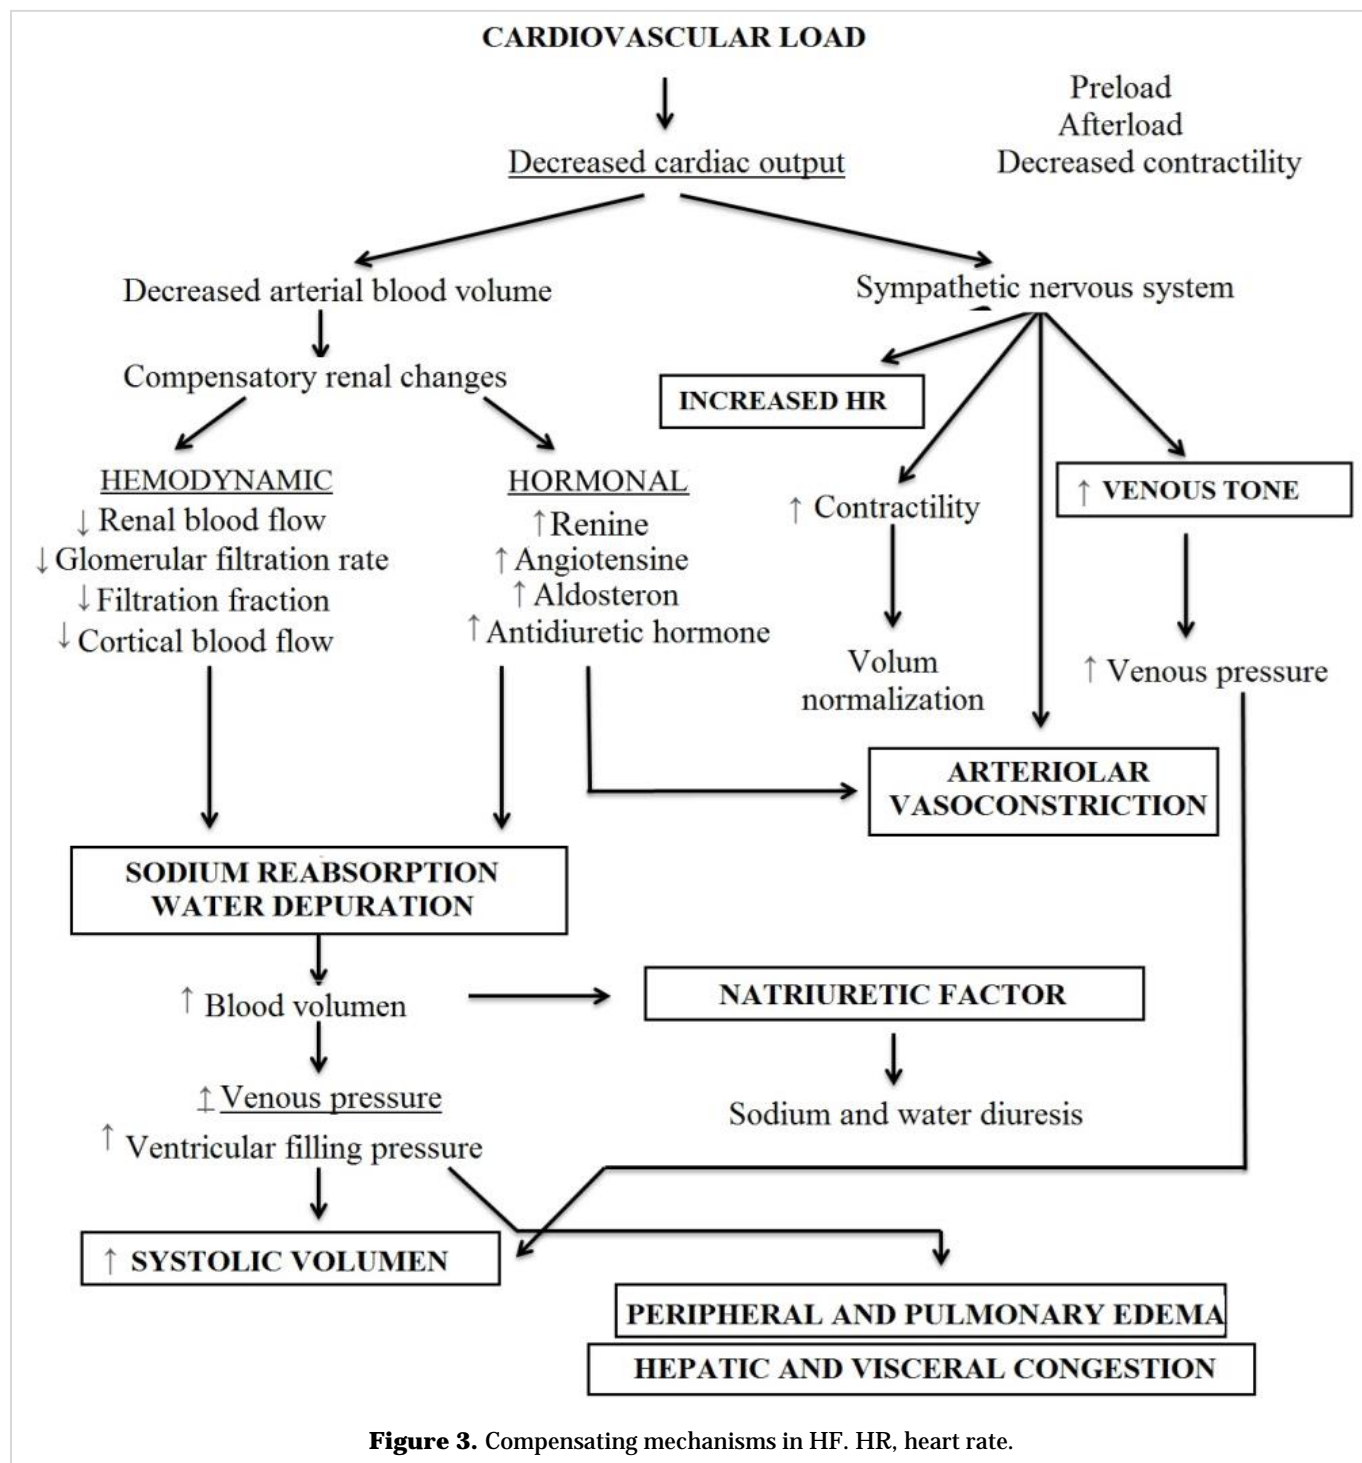 CARDIOVASCULAR LOAD
Preload
Afterload
Decreased contractility
Decreased cardiac output
Decreased arterial blood volume
Sympathetic nervous system
Compensatory renal changes
INCREASED HR
HEMODYNAMIC
↓ Renal blood flow
↓ Glomerular filtration rate
↓ Filtration fraction
↓ Cortical blood flow
HORMONAL
↑ Renine
↑ Angiotensine
↑ Aldosteron
↑ Antidiuretic hormone
↑ Contractility
↑ VENOUS TONE
Volum
normalization
↑ Venous pressure
ARTERIOLAR
VASOCONSTRICTION
SODIUM REABSORPTION
WATER DEPURATION
↑ Blood volumen
NATRIURETIC FACTOR
↑ Venous pressure
↑ Ventricular filling pressure
Sodium and water diuresis
↑ SYSTOLIC VOLUMEN
PERIPHERAL AND PULMONARY EDEMA
HEPATIC AND VISCERAL CONGESTION
Figure 3. Compensating mechanisms in HF. HR, heart rate.